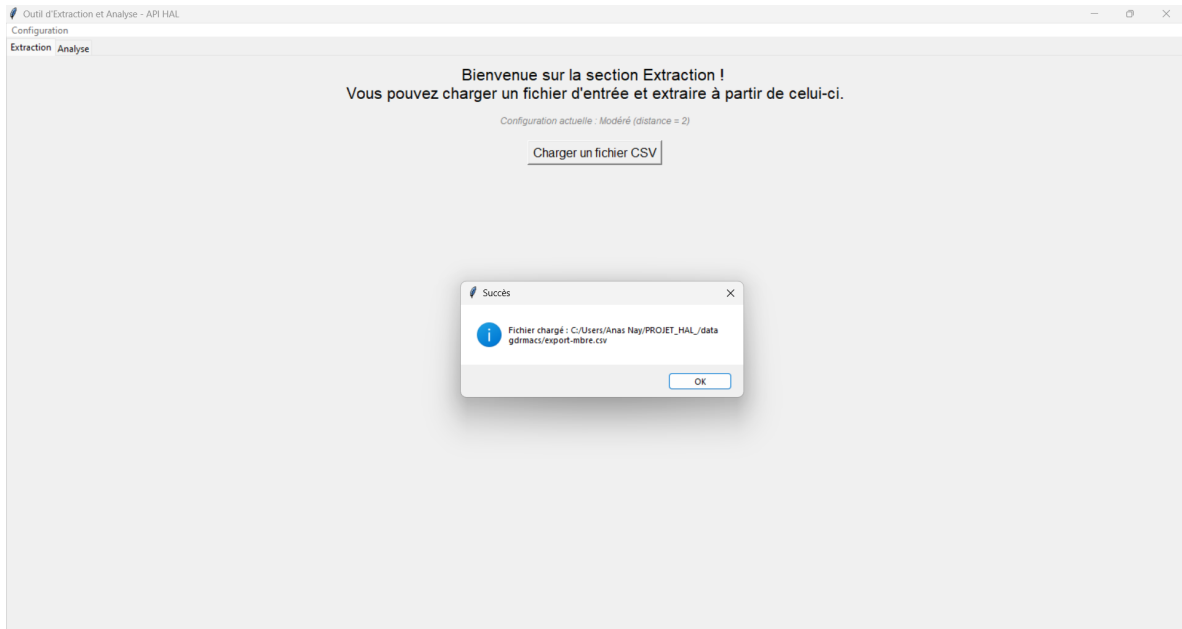 Outil d'Extraction et Analyse - API HAL
Configuration
Extraction Analyse
Bienvenue sur la section Extraction !
Vous pouvez charger un fichier d'entrée et extraire à partir de celui-ci.
Configuration actuelle : Modéré (distance = 2)
Charger un fichier CSV
Succès
Fichier chargé : C:/Users/Anas Nay/PROJET_HAL_/data
gdrmacs/export-mbre.csv
OK